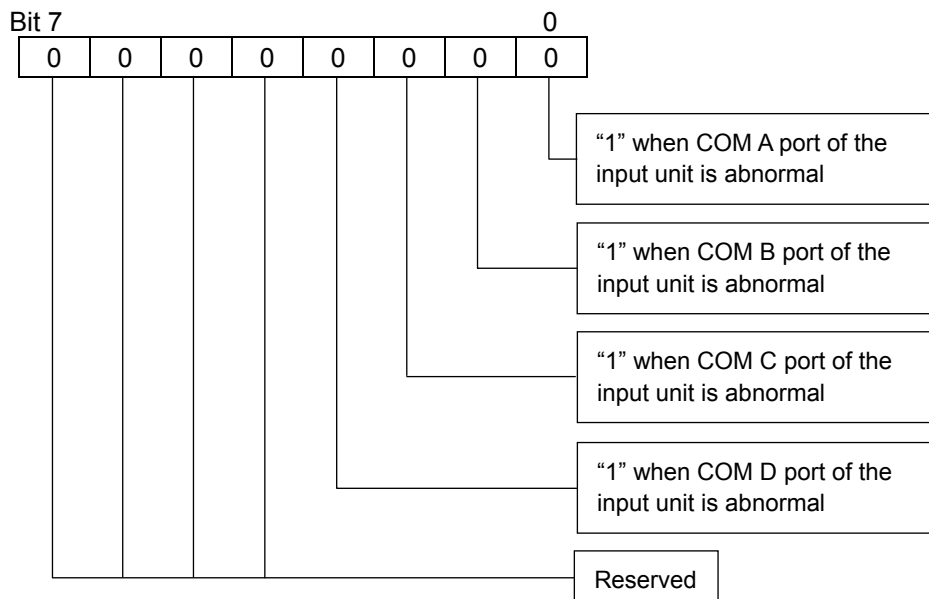 Bit 7 0
0 0 0 0 0 0 0 0
“1” when COM A port of the
input unit is abnormal
“1” when COM B port of the
input unit is abnormal
“1” when COM C port of the
input unit is abnormal
“1” when COM D port of the
input unit is abnormal
Reserved